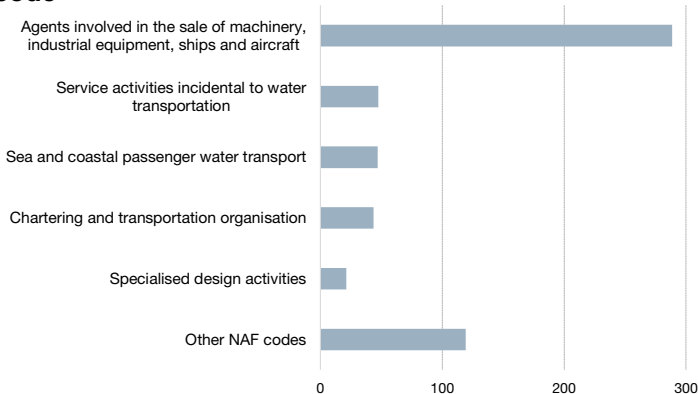 Agents involved in the sale of machinery,
industrial equipment, ships and aircraft
Service activities incidental to water
transportation
Sea and coastal passenger water transport
Chartering and transportation organisation
Specialised design activities
Other NAF codes
0 100 200 300